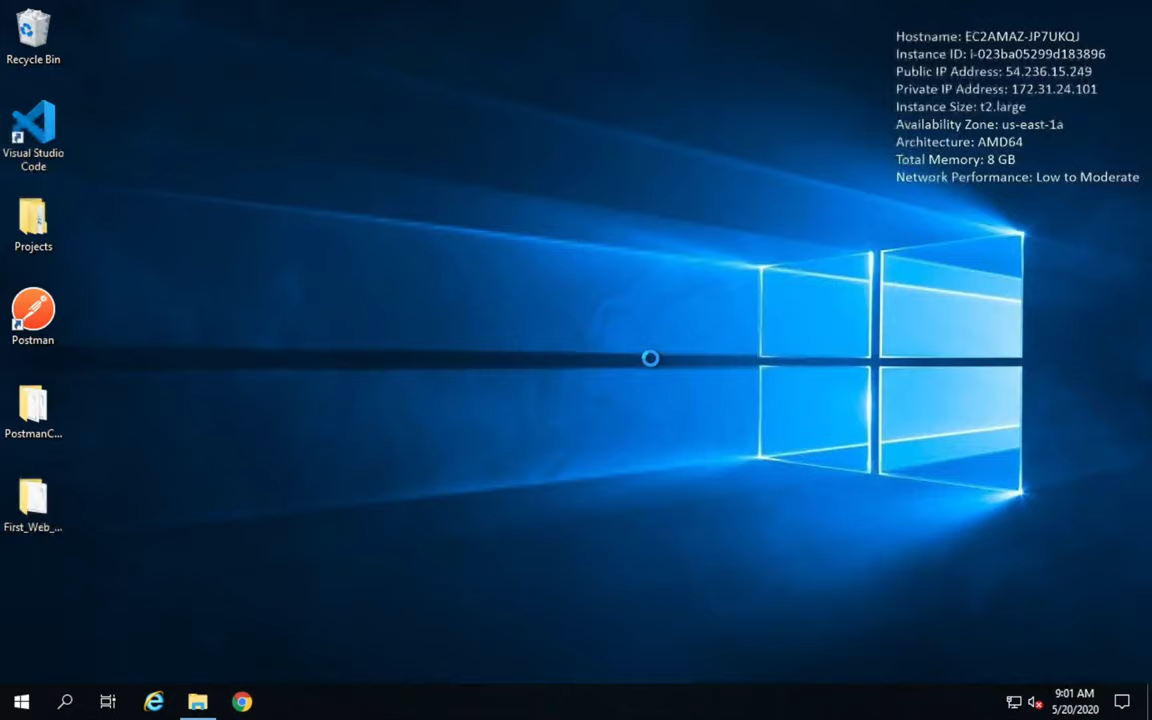 Hostname: EC2AMAZ-JP7UKQJ
Instance ID: i-023ba05299d183896
Public IP Address: 54.236.15.249
Private IP Address: 172.31.24.101
Instance Size: t2.large
Availability Zone: us-east-1a
Architecture: AMD64
Total Memory: 8 GB
Network Performance: Low to Moderate
Recycle Bin
Visual Studio
Code
Projects
Postman
PostmanC...
First_Web_...
9:01 AM
5/20/2020